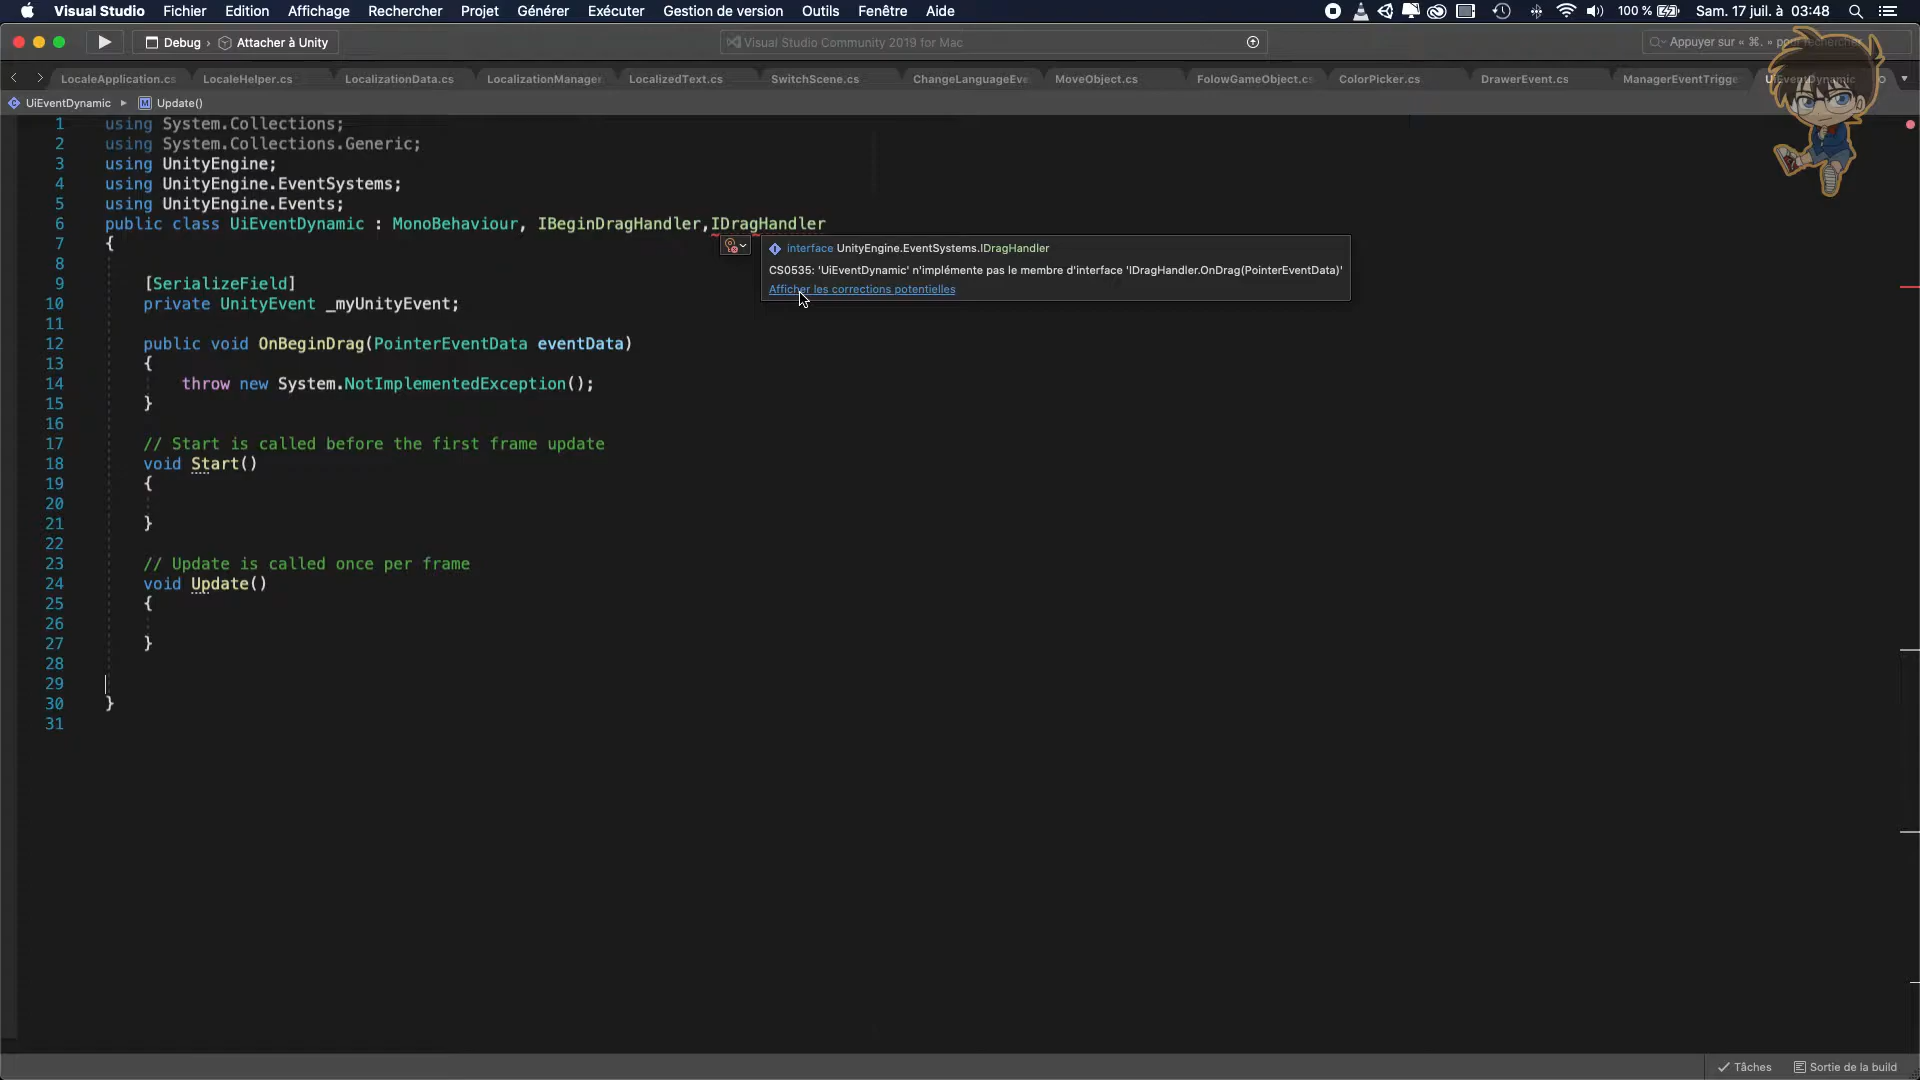 Visual Studio Fichier Edition Affichage Rechercher Projet Générer Exécuter Gestion de version Outils Fenêtre Aide 100 % Sam. 17 juil. à 03:48
Debug › Attacher à Unity Visual Studio Community 2019 for Mac Appuyer sur « ⌘. » pour rechercher
LocaleApplication.cs LocaleHelper.cs LocalizationData.cs LocalizationManager LocalizedText.cs SwitchScene.cs ChangeLanguageEve MoveObject.cs FolowGameObject.cs ColorPicker.cs DrawerEvent.cs ManagerEventTrigge UiEventDynamic
UiEventDynamic ▸ M Update()
1 using System.Collections;
2 using System.Collections.Generic;
3 using UnityEngine;
4 using UnityEngine.EventSystems;
5 using UnityEngine.Events;
6 public class UiEventDynamic : MonoBehaviour, IBeginDragHandler,IDragHandler
7 {
interface UnityEngine.EventSystems.IDragHandler
CS0535: 'UiEventDynamic' n'implémente pas le membre d'interface 'IDragHandler.OnDrag(PointerEventData)'
Afficher les corrections potentielles
8
9 [SerializeField]
10 private UnityEvent _myUnityEvent;
11
12 public void OnBeginDrag(PointerEventData eventData)
13 {
14 throw new System.NotImplementedException();
15 }
16
17 // Start is called before the first frame update
18 void Start()
19 {
20
21 }
22
23 // Update is called once per frame
24 void Update()
25 {
26
27 }
28
29
30 }
31
Tâches Sortie de la build